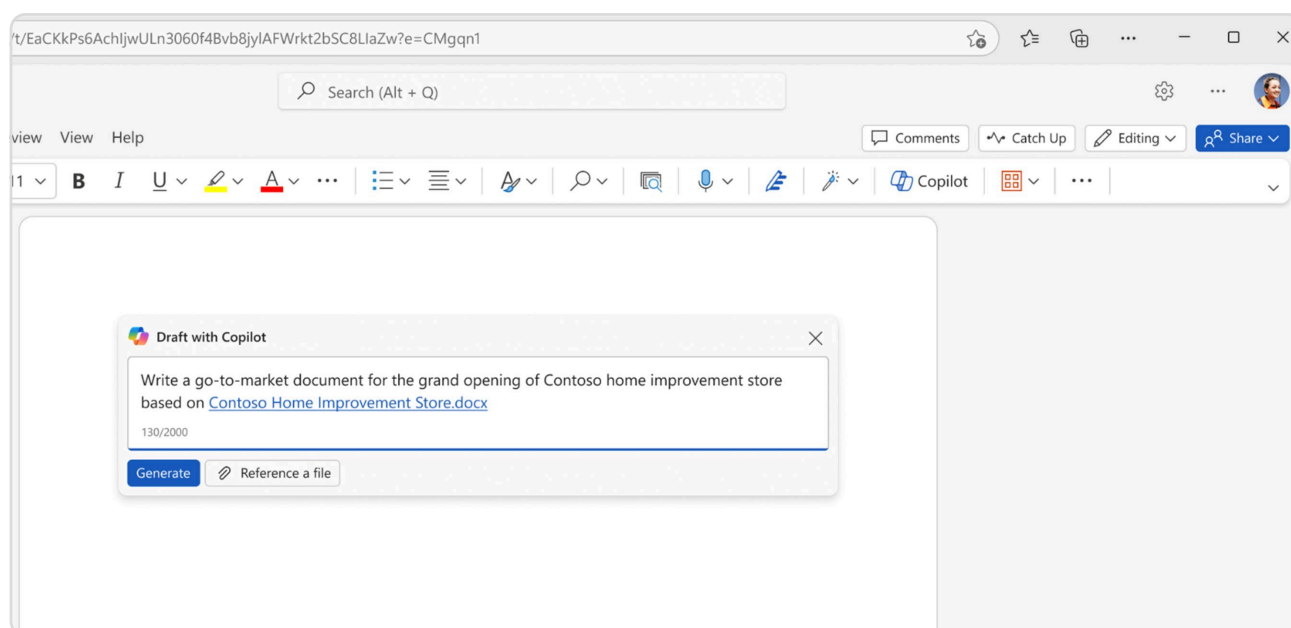 't/EaCKkPs6AchIjwULn3060f4Bvb8jylAFWrkt2bSC8LIaZw?e=CMgqn1
Search (Alt + Q)
view View Help
Comments Catch Up Editing Share
11 B I U A Copilot
Draft with Copilot
Write a go-to-market document for the grand opening of Contoso home improvement store
based on Contoso Home Improvement Store.docx
130/2000
Generate Reference a file